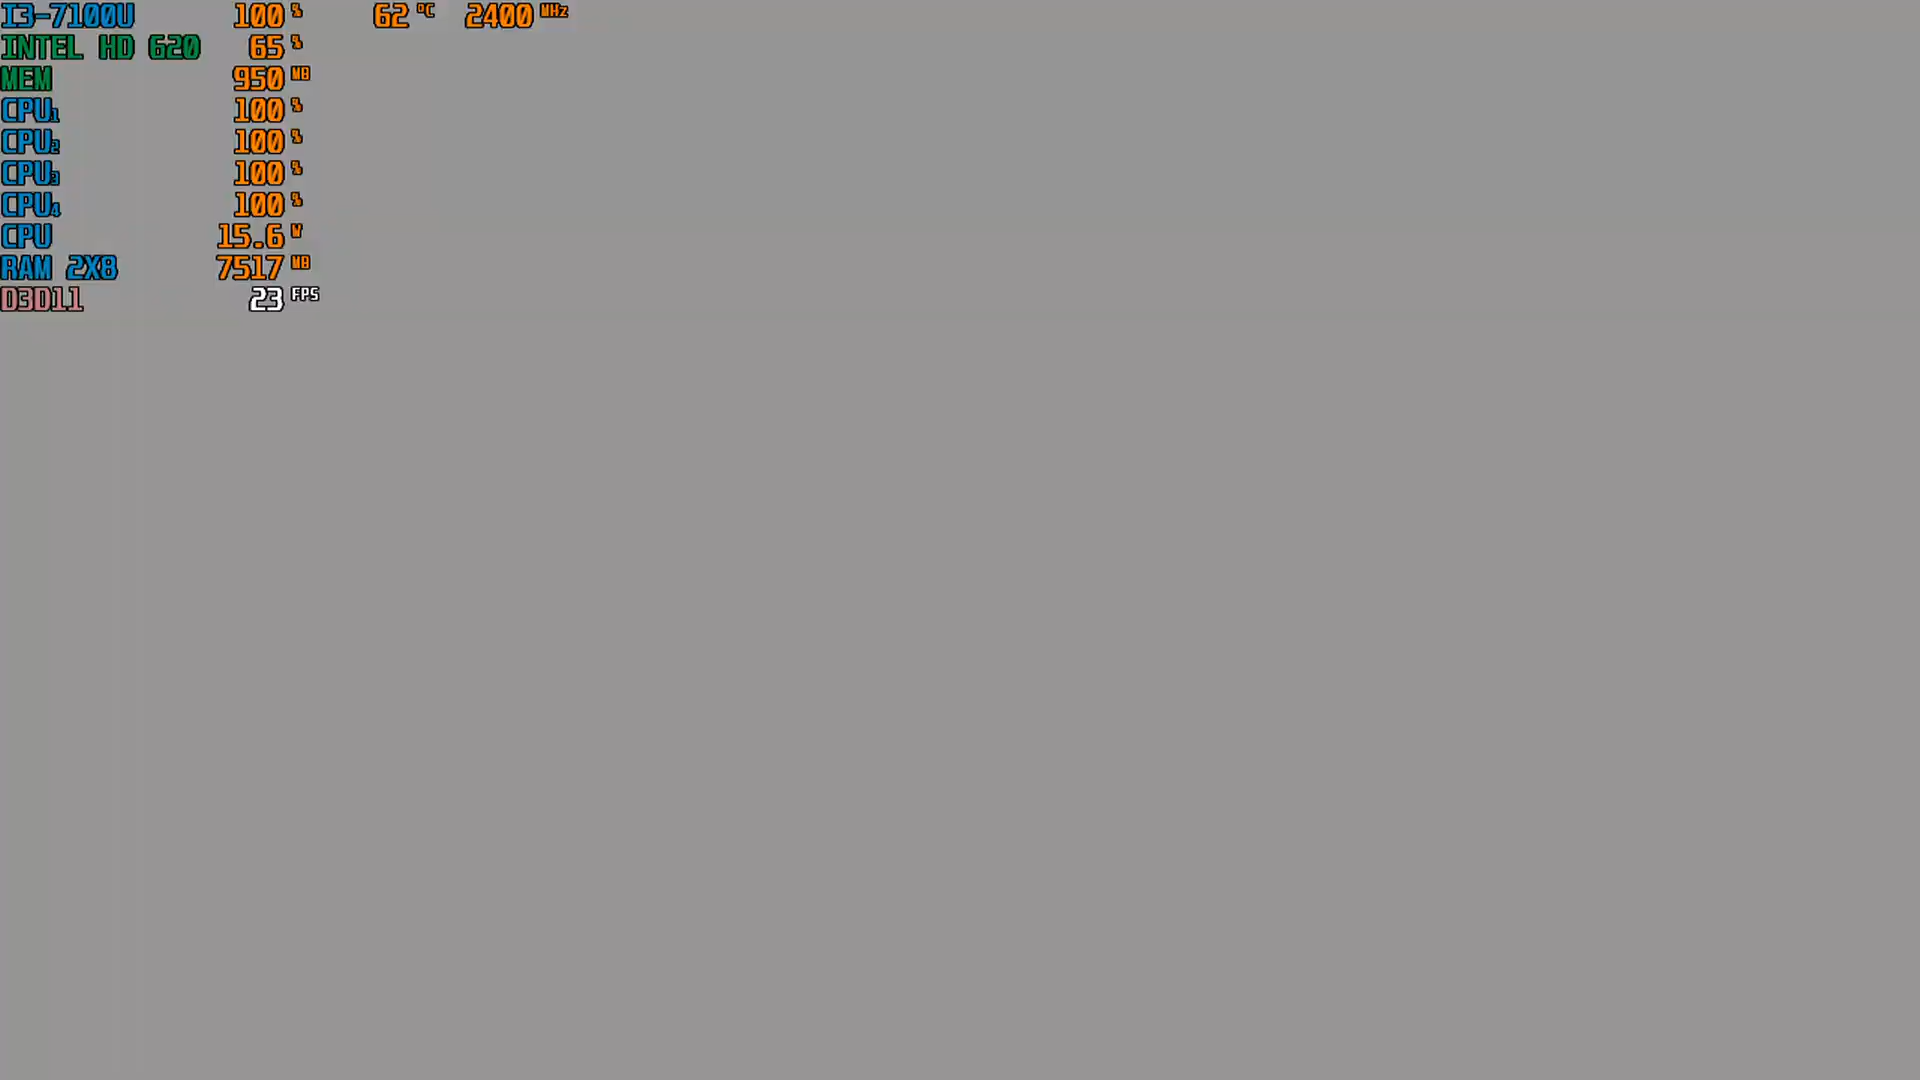 I3-7100U 100 % 62 °C 2400 MHz
INTEL HD 620 65 %
MEM 950 MB
CPU1 100 %
CPU2 100 %
CPU3 100 %
CPU4 100 %
CPU 15.6 W
RAM 2X8 7517 MB
D3D11 23 FPS